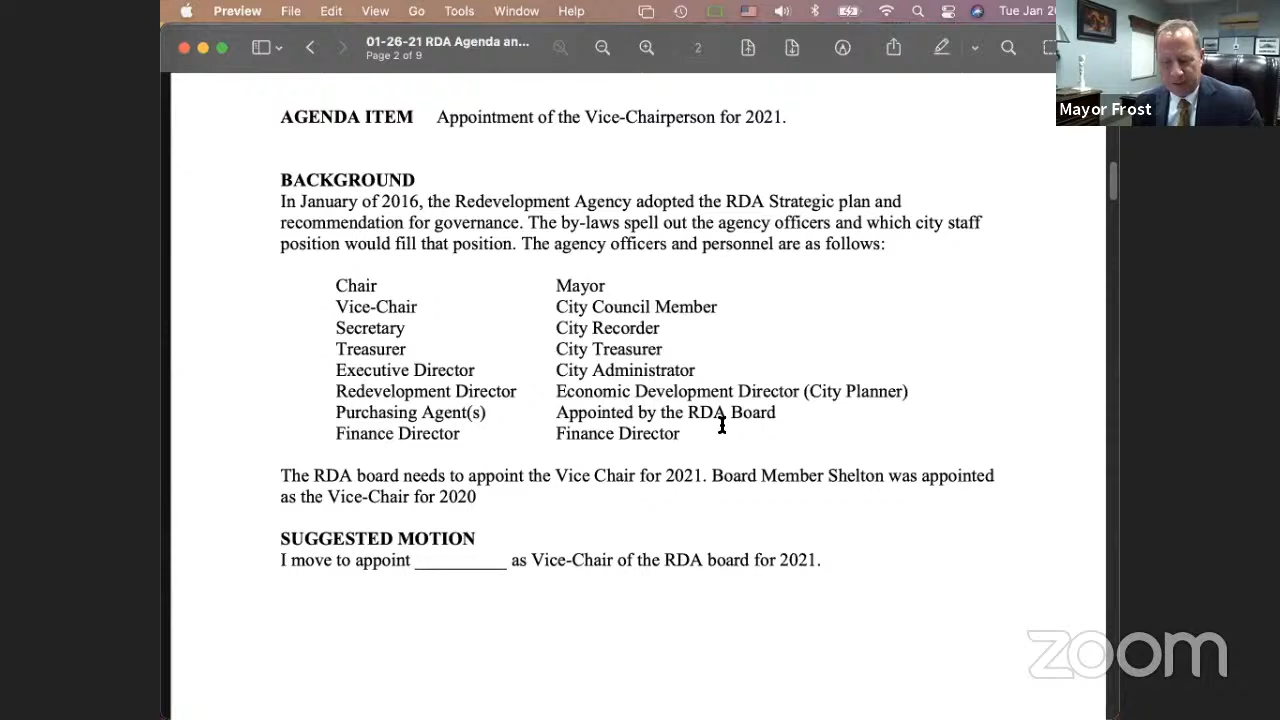 Preview File Edit View Go Tools Window Help Tue Jan 2
01-26-21 RDA Agenda an...
Page 2 of 9
2
Mayor Frost
AGENDA ITEM Appointment of the Vice-Chairperson for 2021.
BACKGROUND
In January of 2016, the Redevelopment Agency adopted the RDA Strategic plan and
recommendation for governance. The by-laws spell out the agency officers and which city staff
position would fill that position. The agency officers and personnel are as follows:
Chair Mayor
Vice-Chair City Council Member
Secretary City Recorder
Treasurer City Treasurer
Executive Director City Administrator
Redevelopment Director Economic Development Director (City Planner)
Purchasing Agent(s) Appointed by the RDA Board
Finance Director Finance Director
The RDA board needs to appoint the Vice Chair for 2021. Board Member Shelton was appointed
as the Vice-Chair for 2020
SUGGESTED MOTION
I move to appoint __________ as Vice-Chair of the RDA board for 2021.
zoom